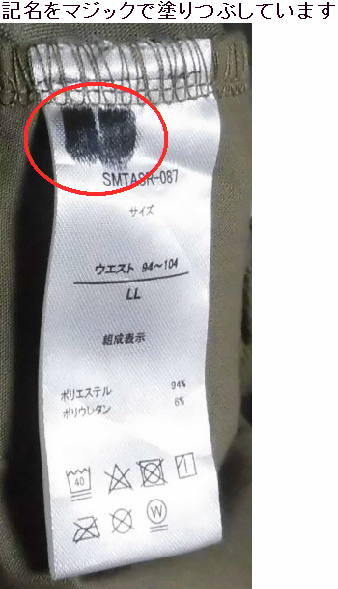 記名をマジックで塗りつぶしています
SMTASR-087
サイズ
ウエスト 94~104
LL
組成表示
ポリエステル 94%
ポリウレタン 6%
40
W